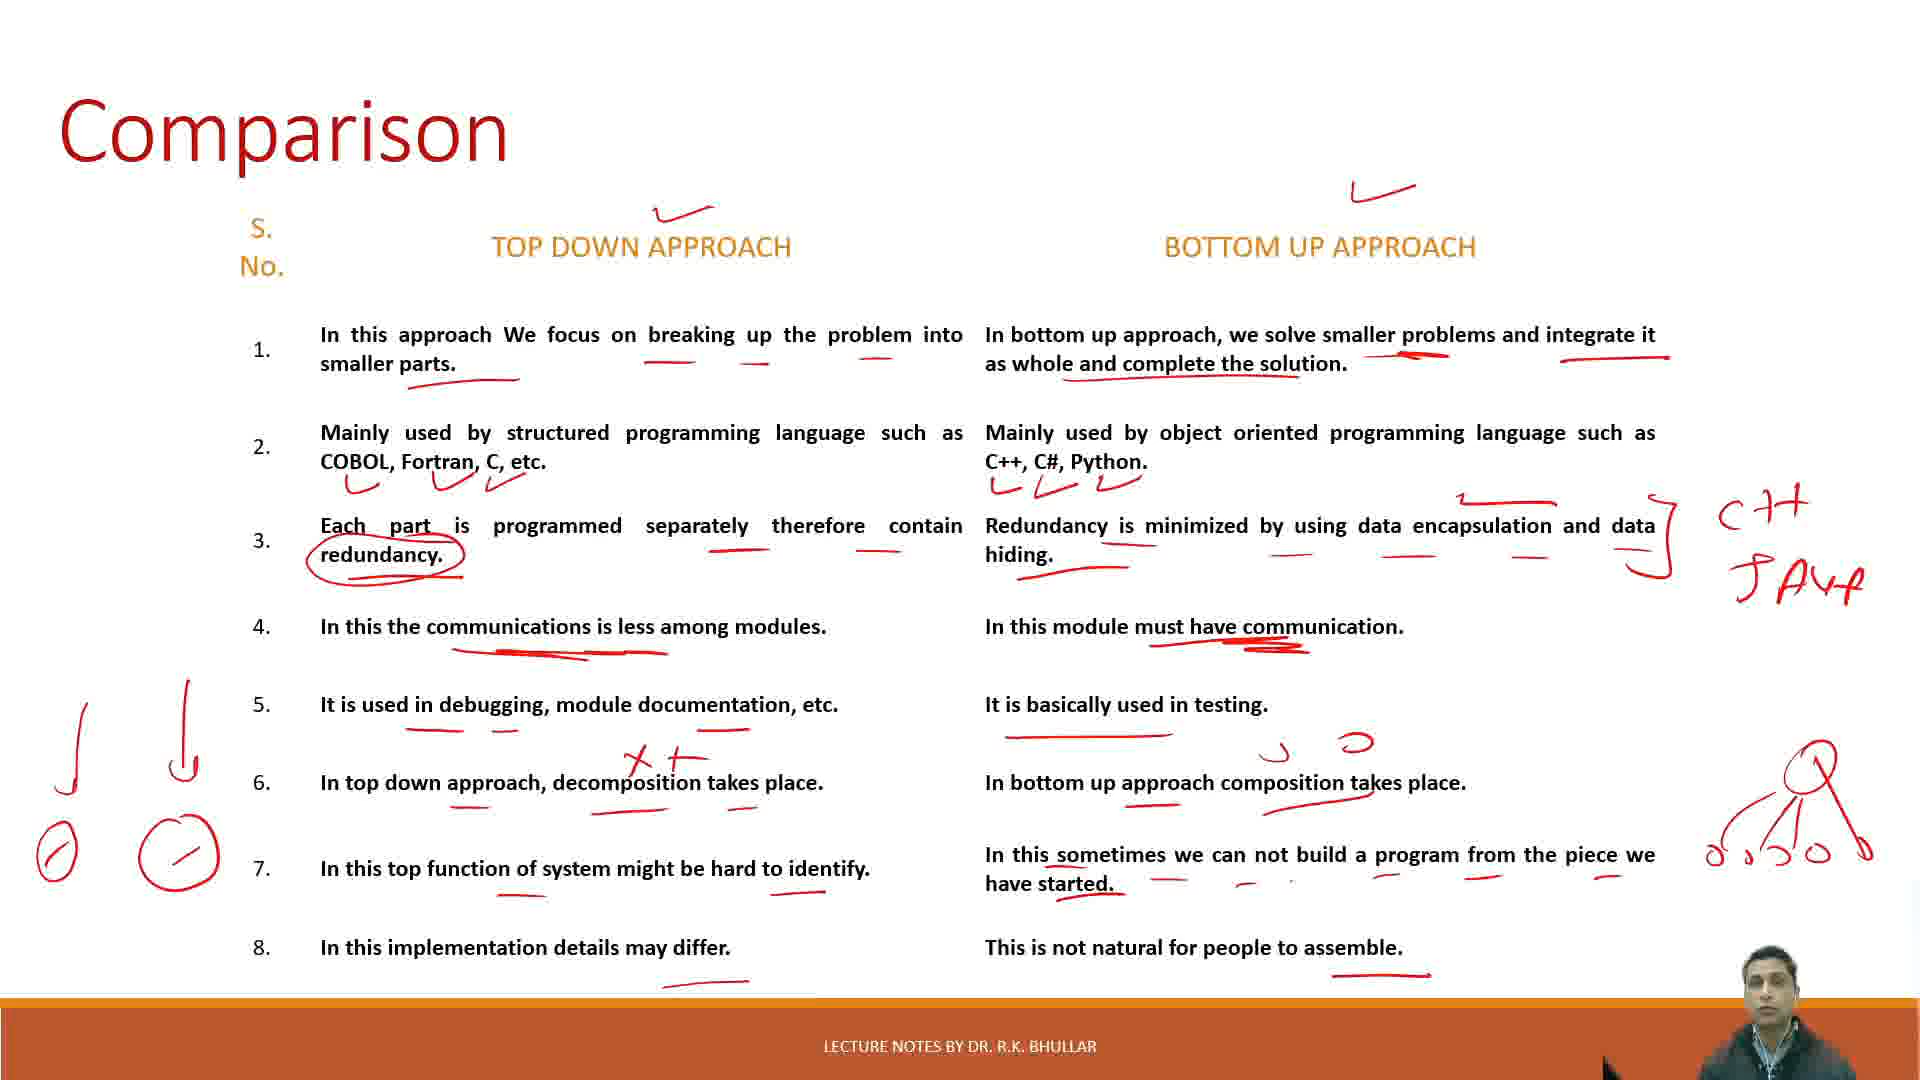 Comparison
S. No.
TOP DOWN APPROACH
BOTTOM UP APPROACH
1.
In this approach We focus on breaking up the problem into
smaller parts.
In bottom up approach, we solve smaller problems and integrate it
as whole and complete the solution.
2.
Mainly used by structured programming language such as
COBOL, Fortran, C, etc.
Mainly used by object oriented programming language such as
C++, C#, Python.
3.
Each part is programmed separately therefore contain
redundancy.
Redundancy is minimized by using data encapsulation and data
hiding.
C++
JAVA
4.
In this the communications is less among modules.
In this module must have communication.
5.
It is used in debugging, module documentation, etc.
It is basically used in testing.
6.
In top down approach, decomposition takes place.
In bottom up approach composition takes place.
7.
In this top function of system might be hard to identify.
In this sometimes we can not build a program from the piece we
have started.
8.
In this implementation details may differ.
This is not natural for people to assemble.
LECTURE NOTES BY DR. R.K. BHULLAR